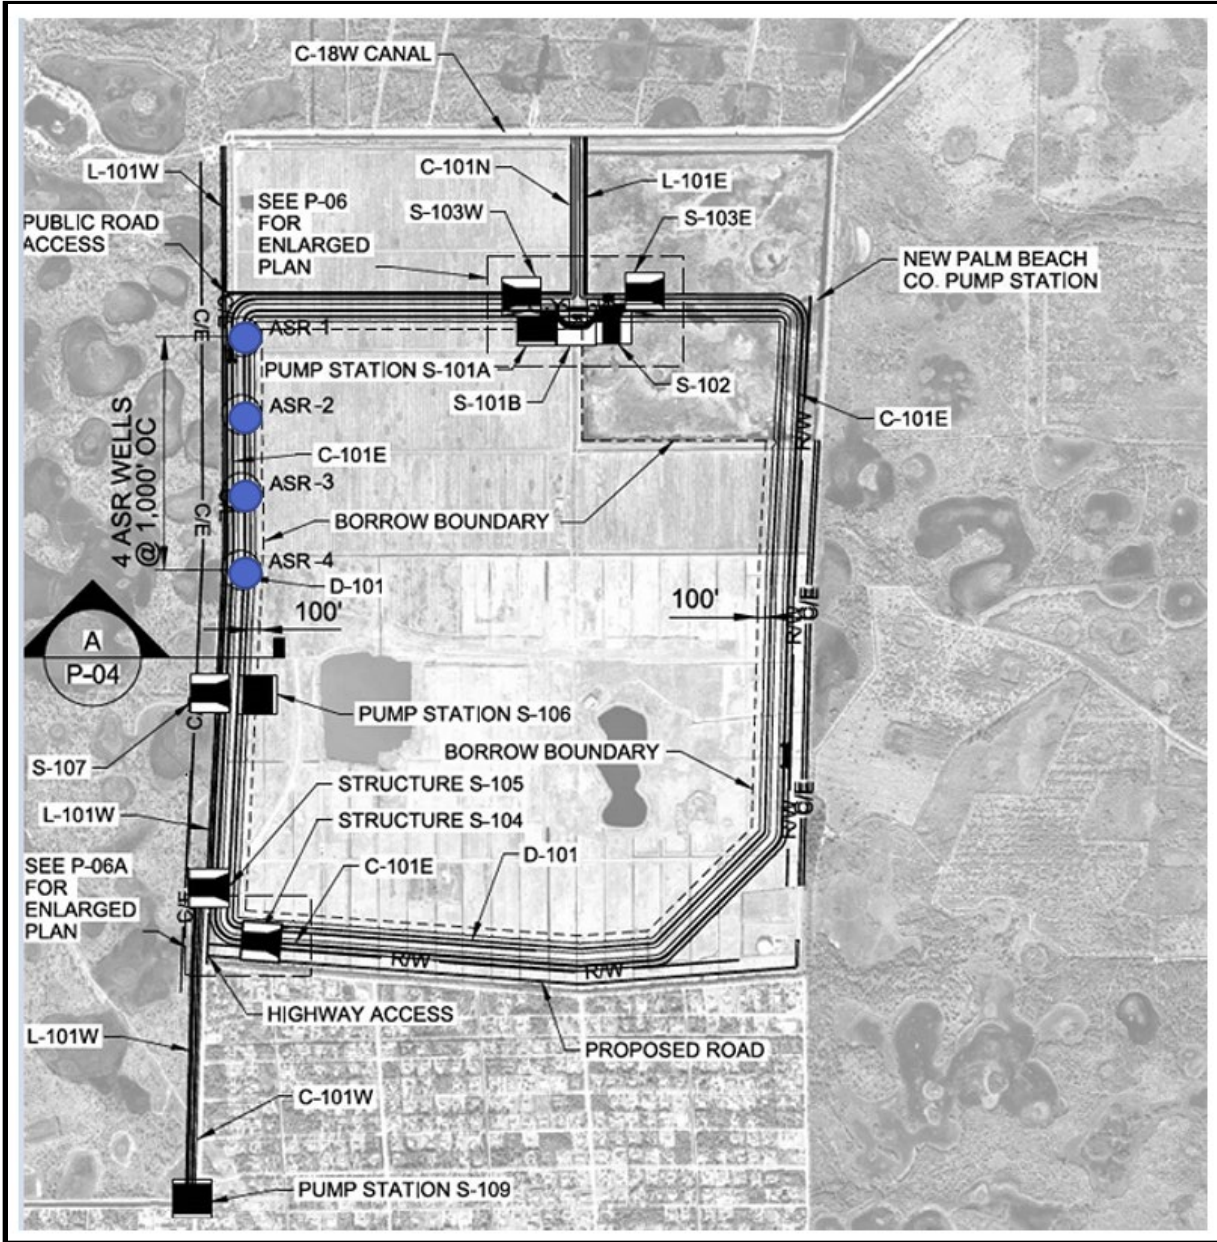 C-18W CANAL
L-101W
C-101N
L-101E
PUBLIC ROAD
ACCESS
SEE P-06
FOR
ENLARGED
PLAN
S-103W
S-103E
NEW PALM BEACH
CO. PUMP STATION
C/E
ASR-1
PUMP STATION S-101A
S-101B
S-102
C-101E
R/W
4 ASR WELLS
@ 1,000' OC
ASR-2
C-101E
ASR-3
C/E
BORROW BOUNDARY
ASR-4
D-101
100'
100'
R/W
C/E
A
P-04
PUMP STATION S-106
S-107
BORROW BOUNDARY
STRUCTURE S-105
C/E
L-101W
STRUCTURE S-104
R/W
SEE P-06A
FOR
ENLARGED
PLAN
C-101E
D-101
C/E
R/W
R/W
HIGHWAY ACCESS
L-101W
PROPOSED ROAD
C-101W
PUMP STATION S-109